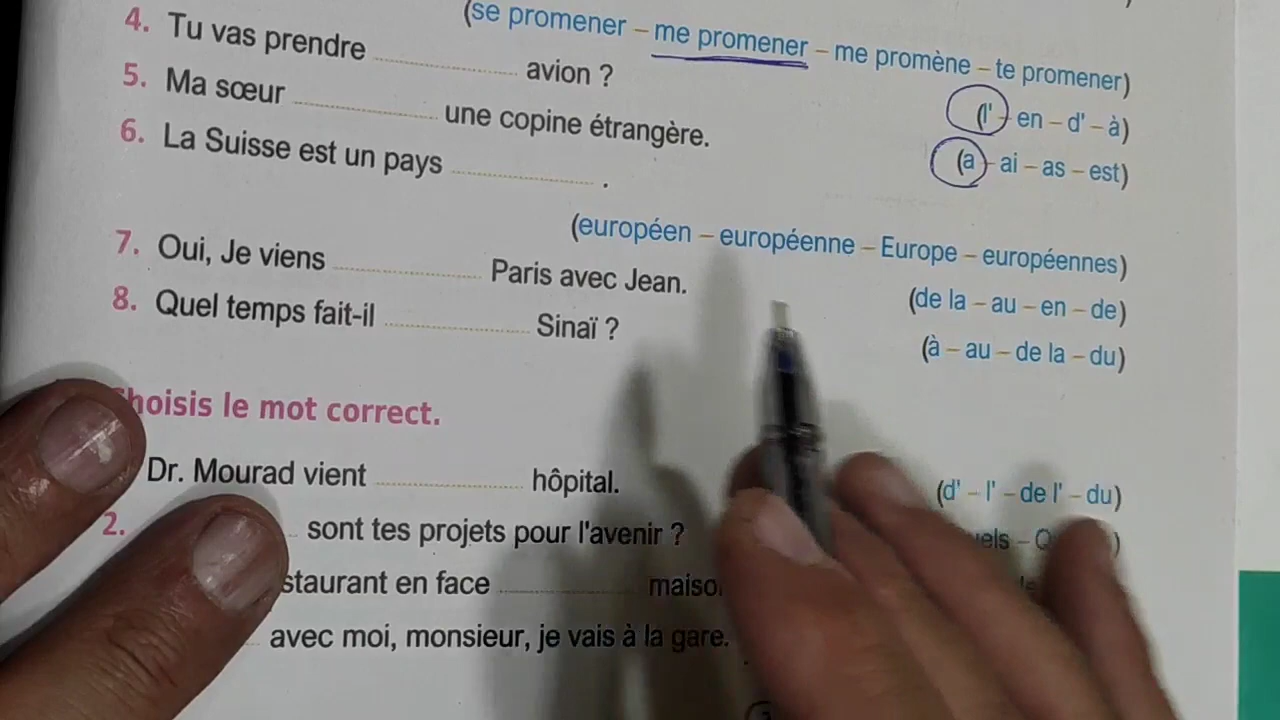 (se promener – me promener – me promène – te promener)
4. Tu vas prendre .................... avion ? (l' – en – d' – à)
5. Ma sœur .................... une copine étrangère. (a – ai – as – est)
6. La Suisse est un pays .................... .
(européen – européenne – Europe – européennes)
7. Oui, Je viens .................... Paris avec Jean. (de la – au – en – de)
8. Quel temps fait-il .................... Sinaï ? (à – au – de la – du)
Choisis le mot correct.
Dr. Mourad vient .................... hôpital. (d' – l' – de l' – du)
2. sont tes projets pour l'avenir ?
en face ....................
avec moi, monsieur, je vais à la gare.